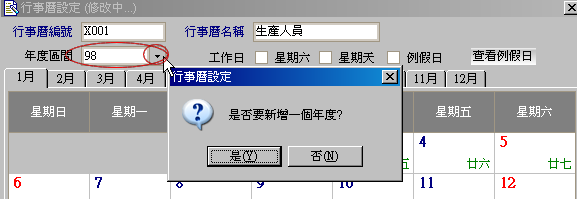 行事曆設定 (修改中...)
行事曆編號 X001 行事曆名稱 生產人員
年度區間 98 工作日 星期六 星期天 例假日 查看例假日
1月 2月 3月 4月 11月 12月
行事曆設定
是否要新增一個年度?
是(Y) 否(N)
星期日 星期一 星期五 星期六
4 5
五 廿六 廿七
6 7 8 9 10 11 12